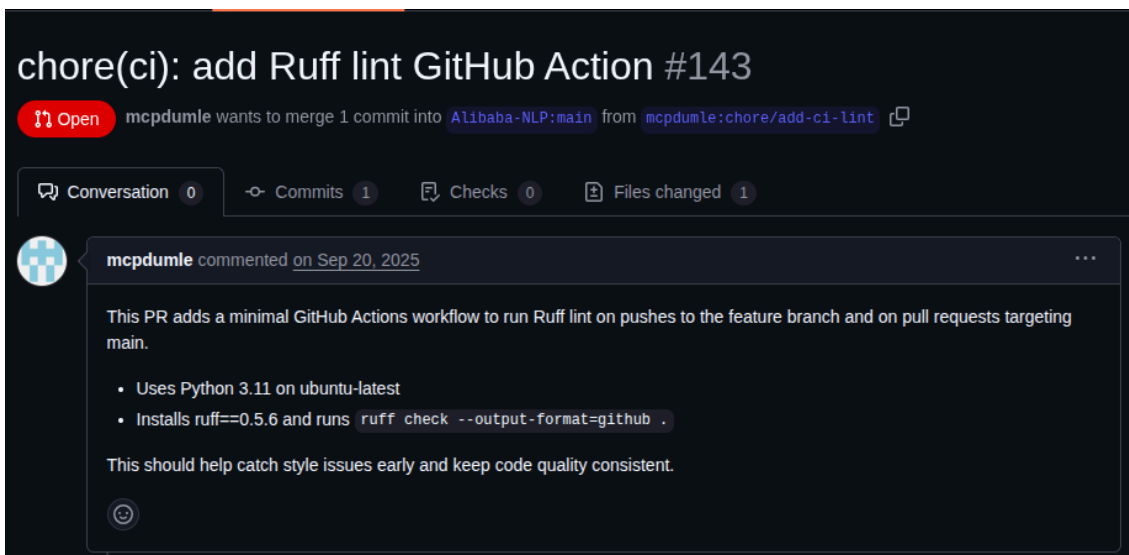 chore(ci): add Ruff lint GitHub Action #143
Open mcpdumle wants to merge 1 commit into Alibaba-NLP:main from mcpdumle:chore/add-ci-lint
Conversation 0 Commits 1 Checks 0 Files changed 1
mcpdumle commented on Sep 20, 2025
This PR adds a minimal GitHub Actions workflow to run Ruff lint on pushes to the feature branch and on pull requests targeting
main.
• Uses Python 3.11 on ubuntu-latest
• Installs ruff==0.5.6 and runs ruff check --output-format=github .
This should help catch style issues early and keep code quality consistent.